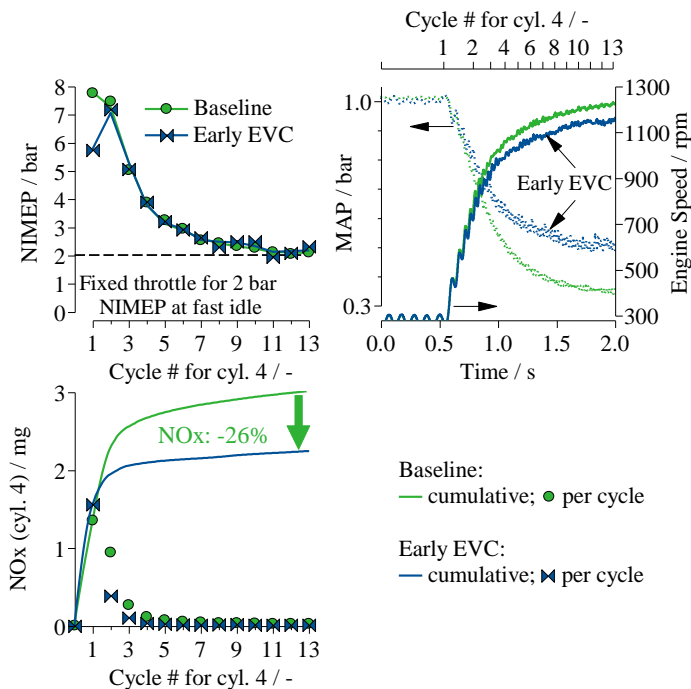 Cycle # for cyl. 4 / -
1 2 4 6 8 10 13
8
7
6
5
4
3
2
1
0
NIMEP / bar
Baseline
Early EVC
Fixed throttle for 2 bar
NIMEP at fast idle
1 3 5 7 9 11 13
Cycle # for cyl. 4 / -
1.0
0.3
MAP / bar
Early EVC
1300
1100
900
700
500
300
Engine Speed / rpm
0.0 0.5 1.0 1.5 2.0
Time / s
3
2
1
0
NOx (cyl. 4) / mg
NOx: -26%
1 3 5 7 9 11 13
Cycle # for cyl. 4 / -
Baseline:
cumulative; per cycle
Early EVC:
cumulative; per cycle